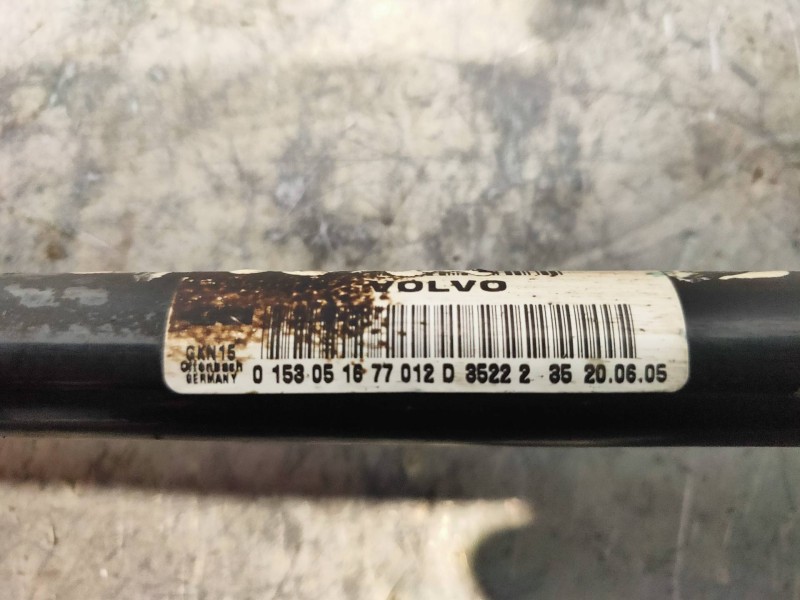 VOLVO
GKN15
Offenbach
GERMANY
0 153 05 16 77 012 D 3522 2 35 20.06.05